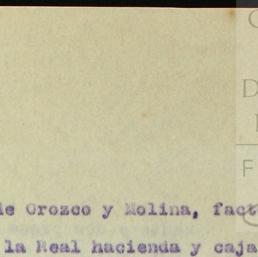 de Orozco y Molina, fact
la Real hacienda y caja